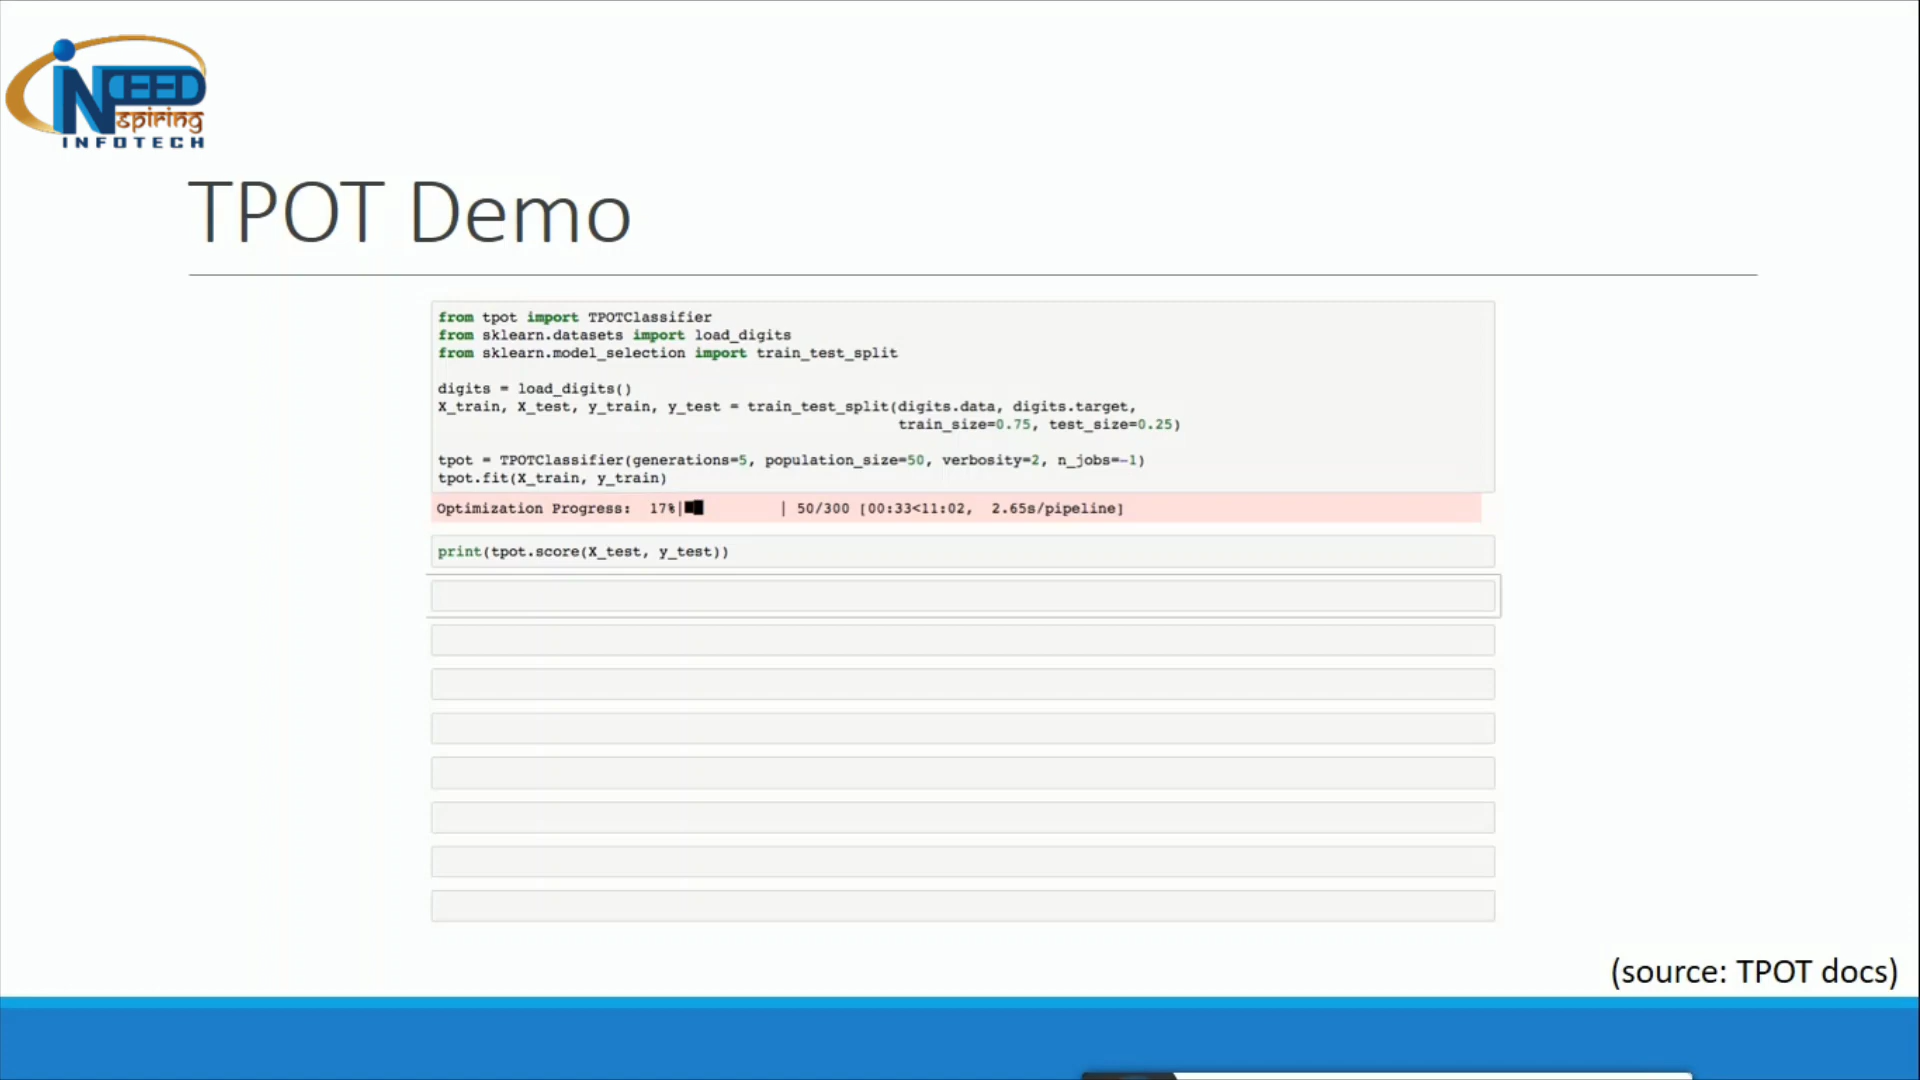 iNDEED
Nspiring
INFOTECH
TPOT Demo
from tpot import TPOTClassifier
from sklearn.datasets import load_digits
from sklearn.model_selection import train_test_split
digits = load_digits()
X_train, X_test, y_train, y_test = train_test_split(digits.data, digits.target,
train_size=0.75, test_size=0.25)
tpot = TPOTClassifier(generations=5, population_size=50, verbosity=2, n_jobs=-1)
tpot.fit(X_train, y_train)
Optimization Progress: 17%|██ | 50/300 [00:33<11:02, 2.65s/pipeline]
print(tpot.score(X_test, y_test))
(source: TPOT docs)